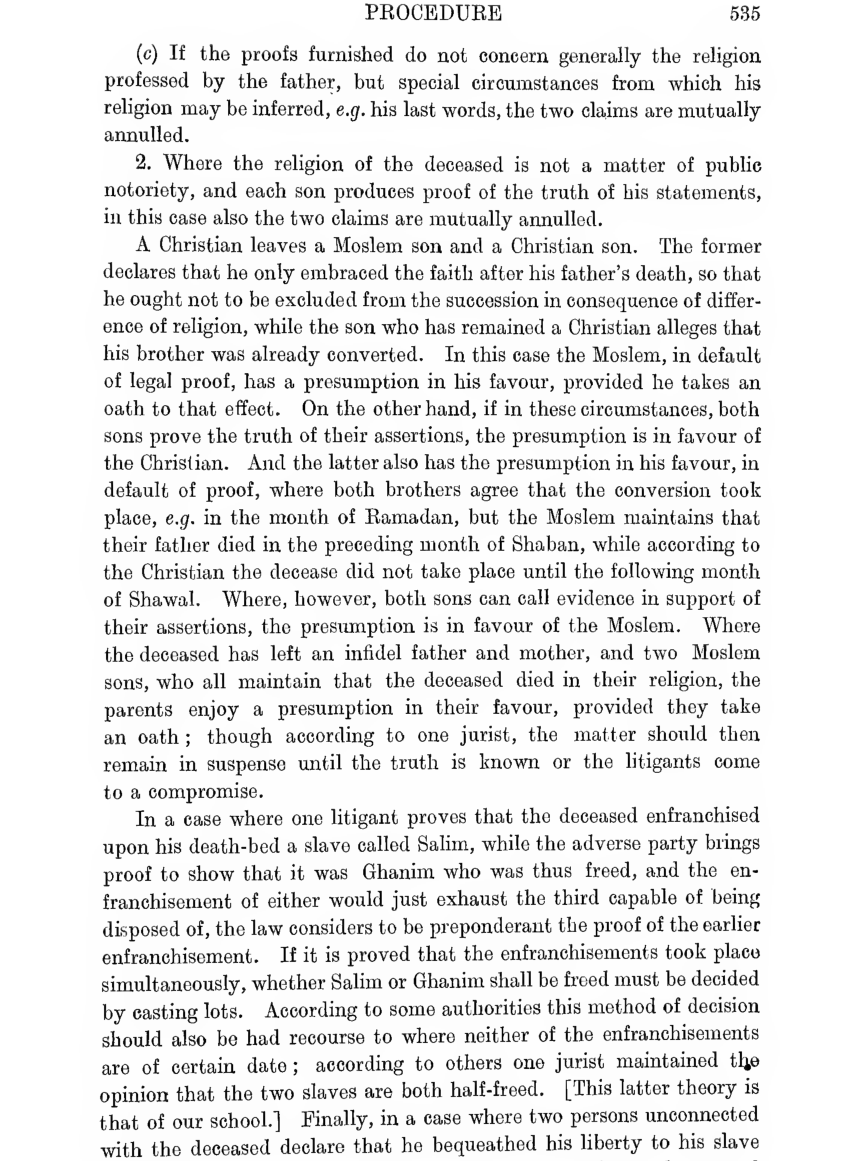 PROCEDURE 535
(c) If the proofs furnished do not concern generally the religion
professed by the father, but special circumstances from which his
religion may be inferred, e.g. his last words, the two claims are mutually
annulled.
2. Where the religion of the deceased is not a matter of public
notoriety, and each son produces proof of the truth of his statements,
in this case also the two claims are mutually annulled.
A Christian leaves a Moslem son and a Christian son. The former
declares that he only embraced the faith after his father's death, so that
he ought not to be excluded from the succession in consequence of differ-
ence of religion, while the son who has remained a Christian alleges that
his brother was already converted. In this case the Moslem, in default
of legal proof, has a presumption in his favour, provided he takes an
oath to that effect. On the other hand, if in these circumstances, both
sons prove the truth of their assertions, the presumption is in favour of
the Christian. And the latter also has the presumption in his favour, in
default of proof, where both brothers agree that the conversion took
place, e.g. in the month of Ramadan, but the Moslem maintains that
their father died in the preceding month of Shaban, while according to
the Christian the decease did not take place until the following month
of Shawal. Where, however, both sons can call evidence in support of
their assertions, the presumption is in favour of the Moslem. Where
the deceased has left an infidel father and mother, and two Moslem
sons, who all maintain that the deceased died in their religion, the
parents enjoy a presumption in their favour, provided they take
an oath; though according to one jurist, the matter should then
remain in suspense until the truth is known or the litigants come
to a compromise.
In a case where one litigant proves that the deceased enfranchised
upon his death-bed a slave called Salim, while the adverse party brings
proof to show that it was Ghanim who was thus freed, and the en-
franchisement of either would just exhaust the third capable of being
disposed of, the law considers to be preponderant the proof of the earlier
enfranchisement. If it is proved that the enfranchisements took place
simultaneously, whether Salim or Ghanim shall be freed must be decided
by casting lots. According to some authorities this method of decision
should also be had recourse to where neither of the enfranchisements
are of certain date; according to others one jurist maintained the
opinion that the two slaves are both half-freed. [This latter theory is
that of our school.] Finally, in a case where two persons unconnected
with the deceased declare that he bequeathed his liberty to his slave